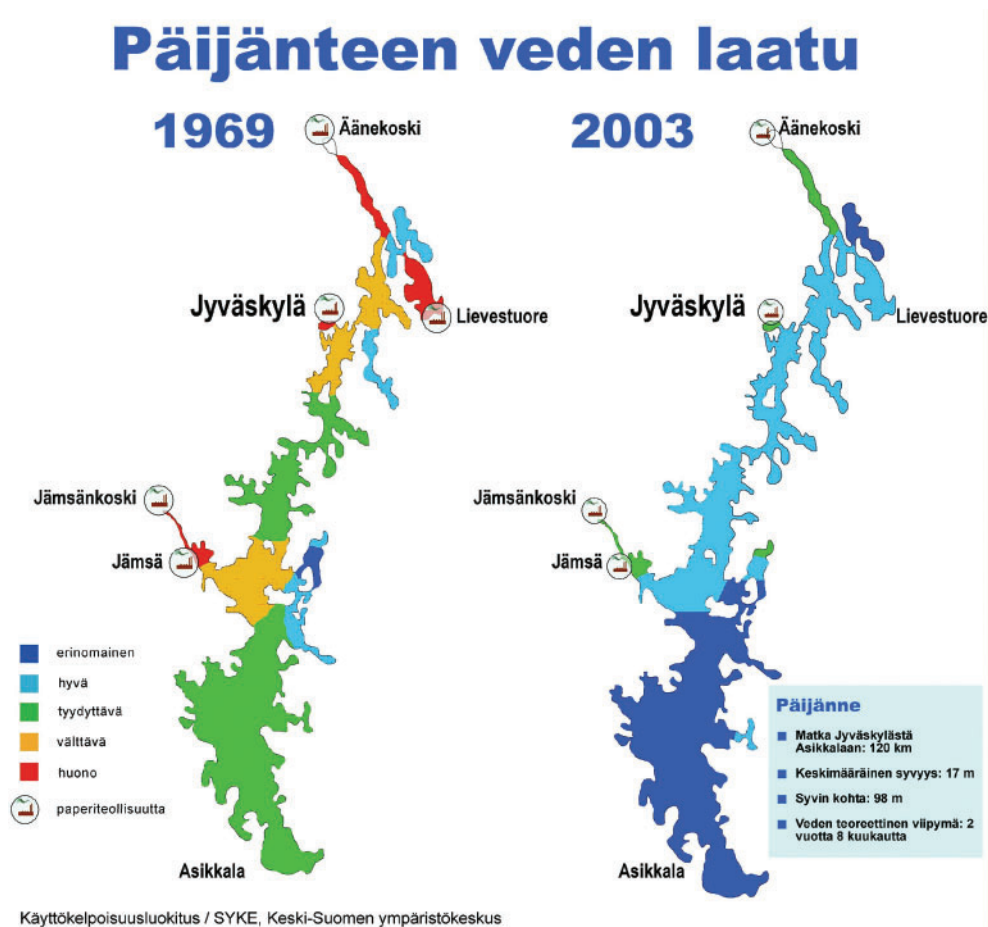 Päijänteen veden laatu
1969
Äänekoski
Jyväskylä
Lievestuore
Jämsänkoski
Jämsä
erinomainen
hyvä
tyydyttävä
välttävä
huono
paperiteollisuutta
Asikkala
2003
Äänekoski
Jyväskylä
Lievestuore
Jämsänkoski
Jämsä
Asikkala
Päijänne
Matka Jyväskylästä
Asikkalaan: 120 km
Keskimääräinen syvyys: 17 m
Syvin kohta: 98 m
Veden teoreettinen viipymä: 2
vuotta 8 kuukautta
Käyttökelpoisuusluokitus / SYKE, Keski-Suomen ympäristökeskus